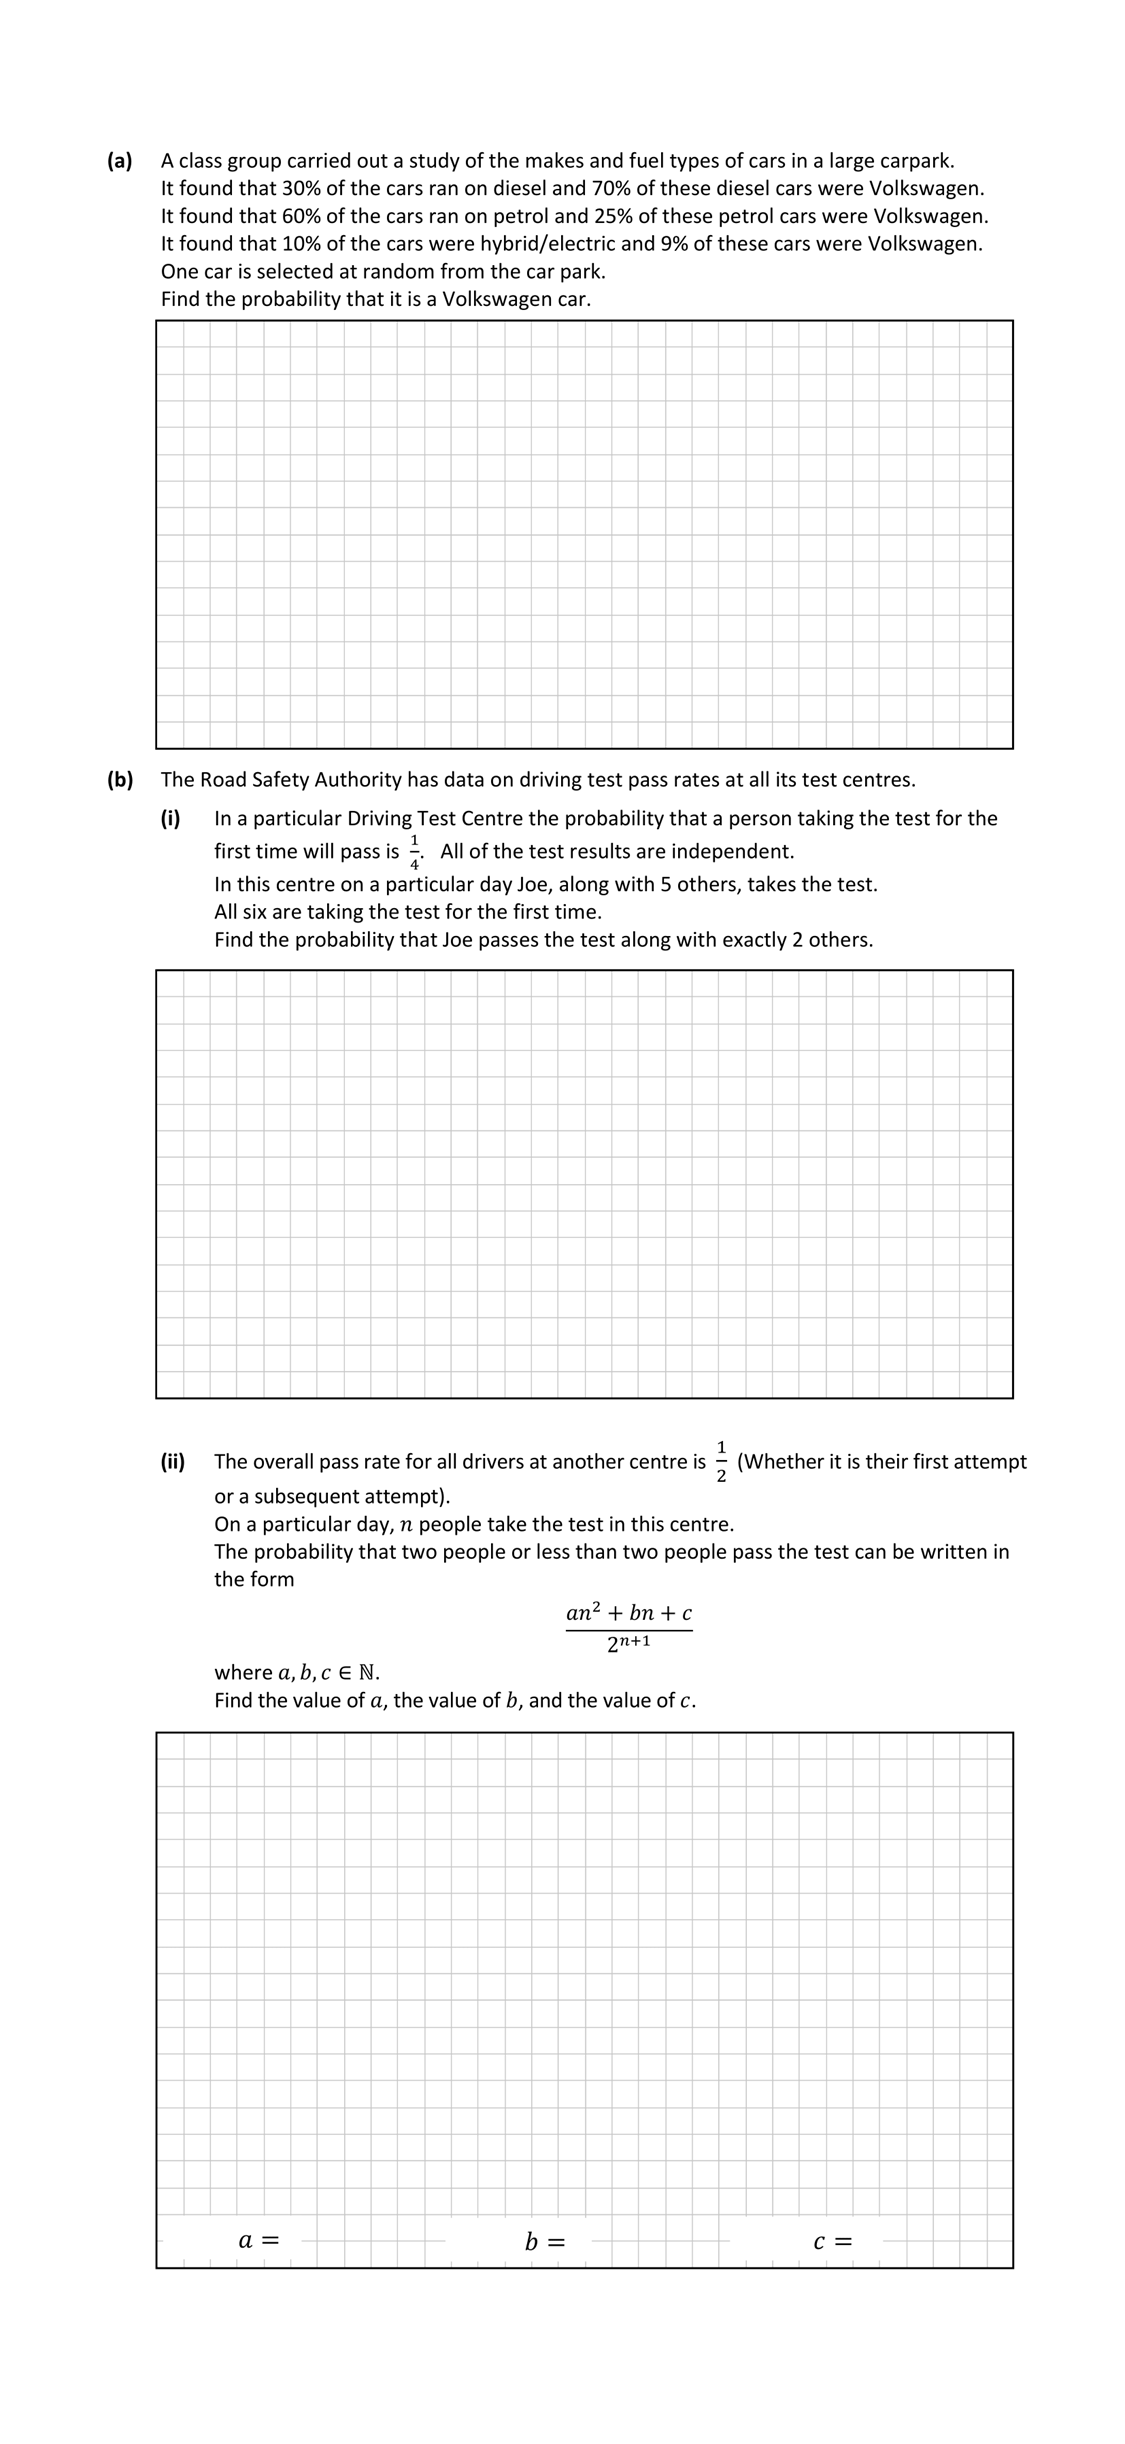 (a) A class group carried out a study of the makes and fuel types of cars in a large carpark.
It found that 30% of the cars ran on diesel and 70% of these diesel cars were Volkswagen.
It found that 60% of the cars ran on petrol and 25% of these petrol cars were Volkswagen.
It found that 10% of the cars were hybrid/electric and 9% of these cars were Volkswagen.
One car is selected at random from the car park.
Find the probability that it is a Volkswagen car.
(b) The Road Safety Authority has data on driving test pass rates at all its test centres.
(i) In a particular Driving Test Centre the probability that a person taking the test for the
first time will pass is 1/4. All of the test results are independent.
In this centre on a particular day Joe, along with 5 others, takes the test.
All six are taking the test for the first time.
Find the probability that Joe passes the test along with exactly 2 others.
(ii) The overall pass rate for all drivers at another centre is 1/2 (Whether it is their first attempt
or a subsequent attempt).
On a particular day, n people take the test in this centre.
The probability that two people or less than two people pass the test can be written in
the form
an² + bn + c
2ⁿ⁺¹
where a, b, c ∈ ℕ.
Find the value of a, the value of b, and the value of c.
a = b = c =